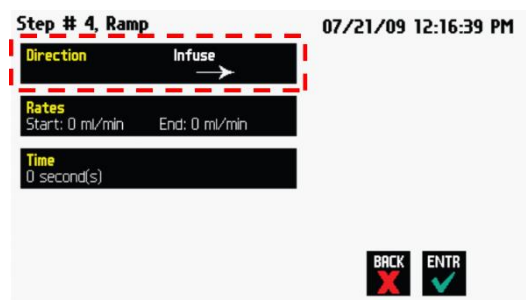 Step # 4, Ramp 07/21/09 12:16:39 PM
Direction Infuse
Rates
Start: 0 ml/min End: 0 ml/min
Time
0 second(s)
BACK ENTR